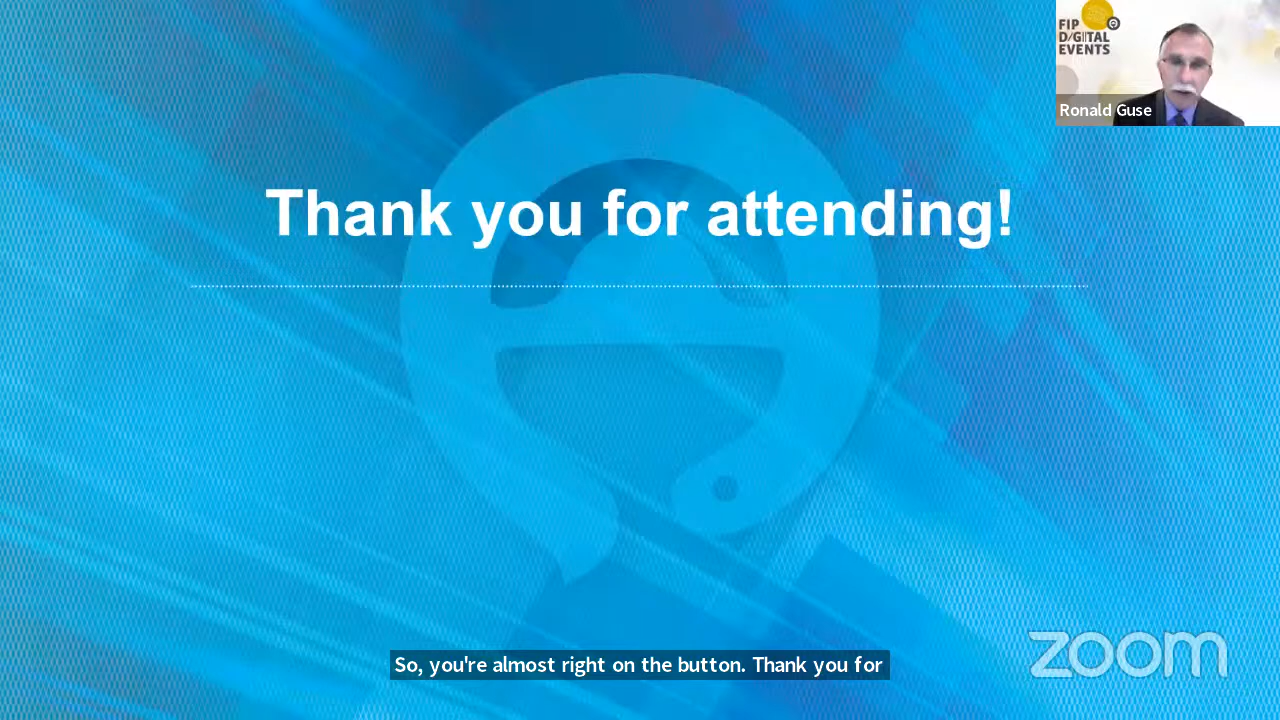 FIP
DIGITAL
EVENTS
Ronald Guse
Thank you for attending!
So, you're almost right on the button. Thank you for
zoom